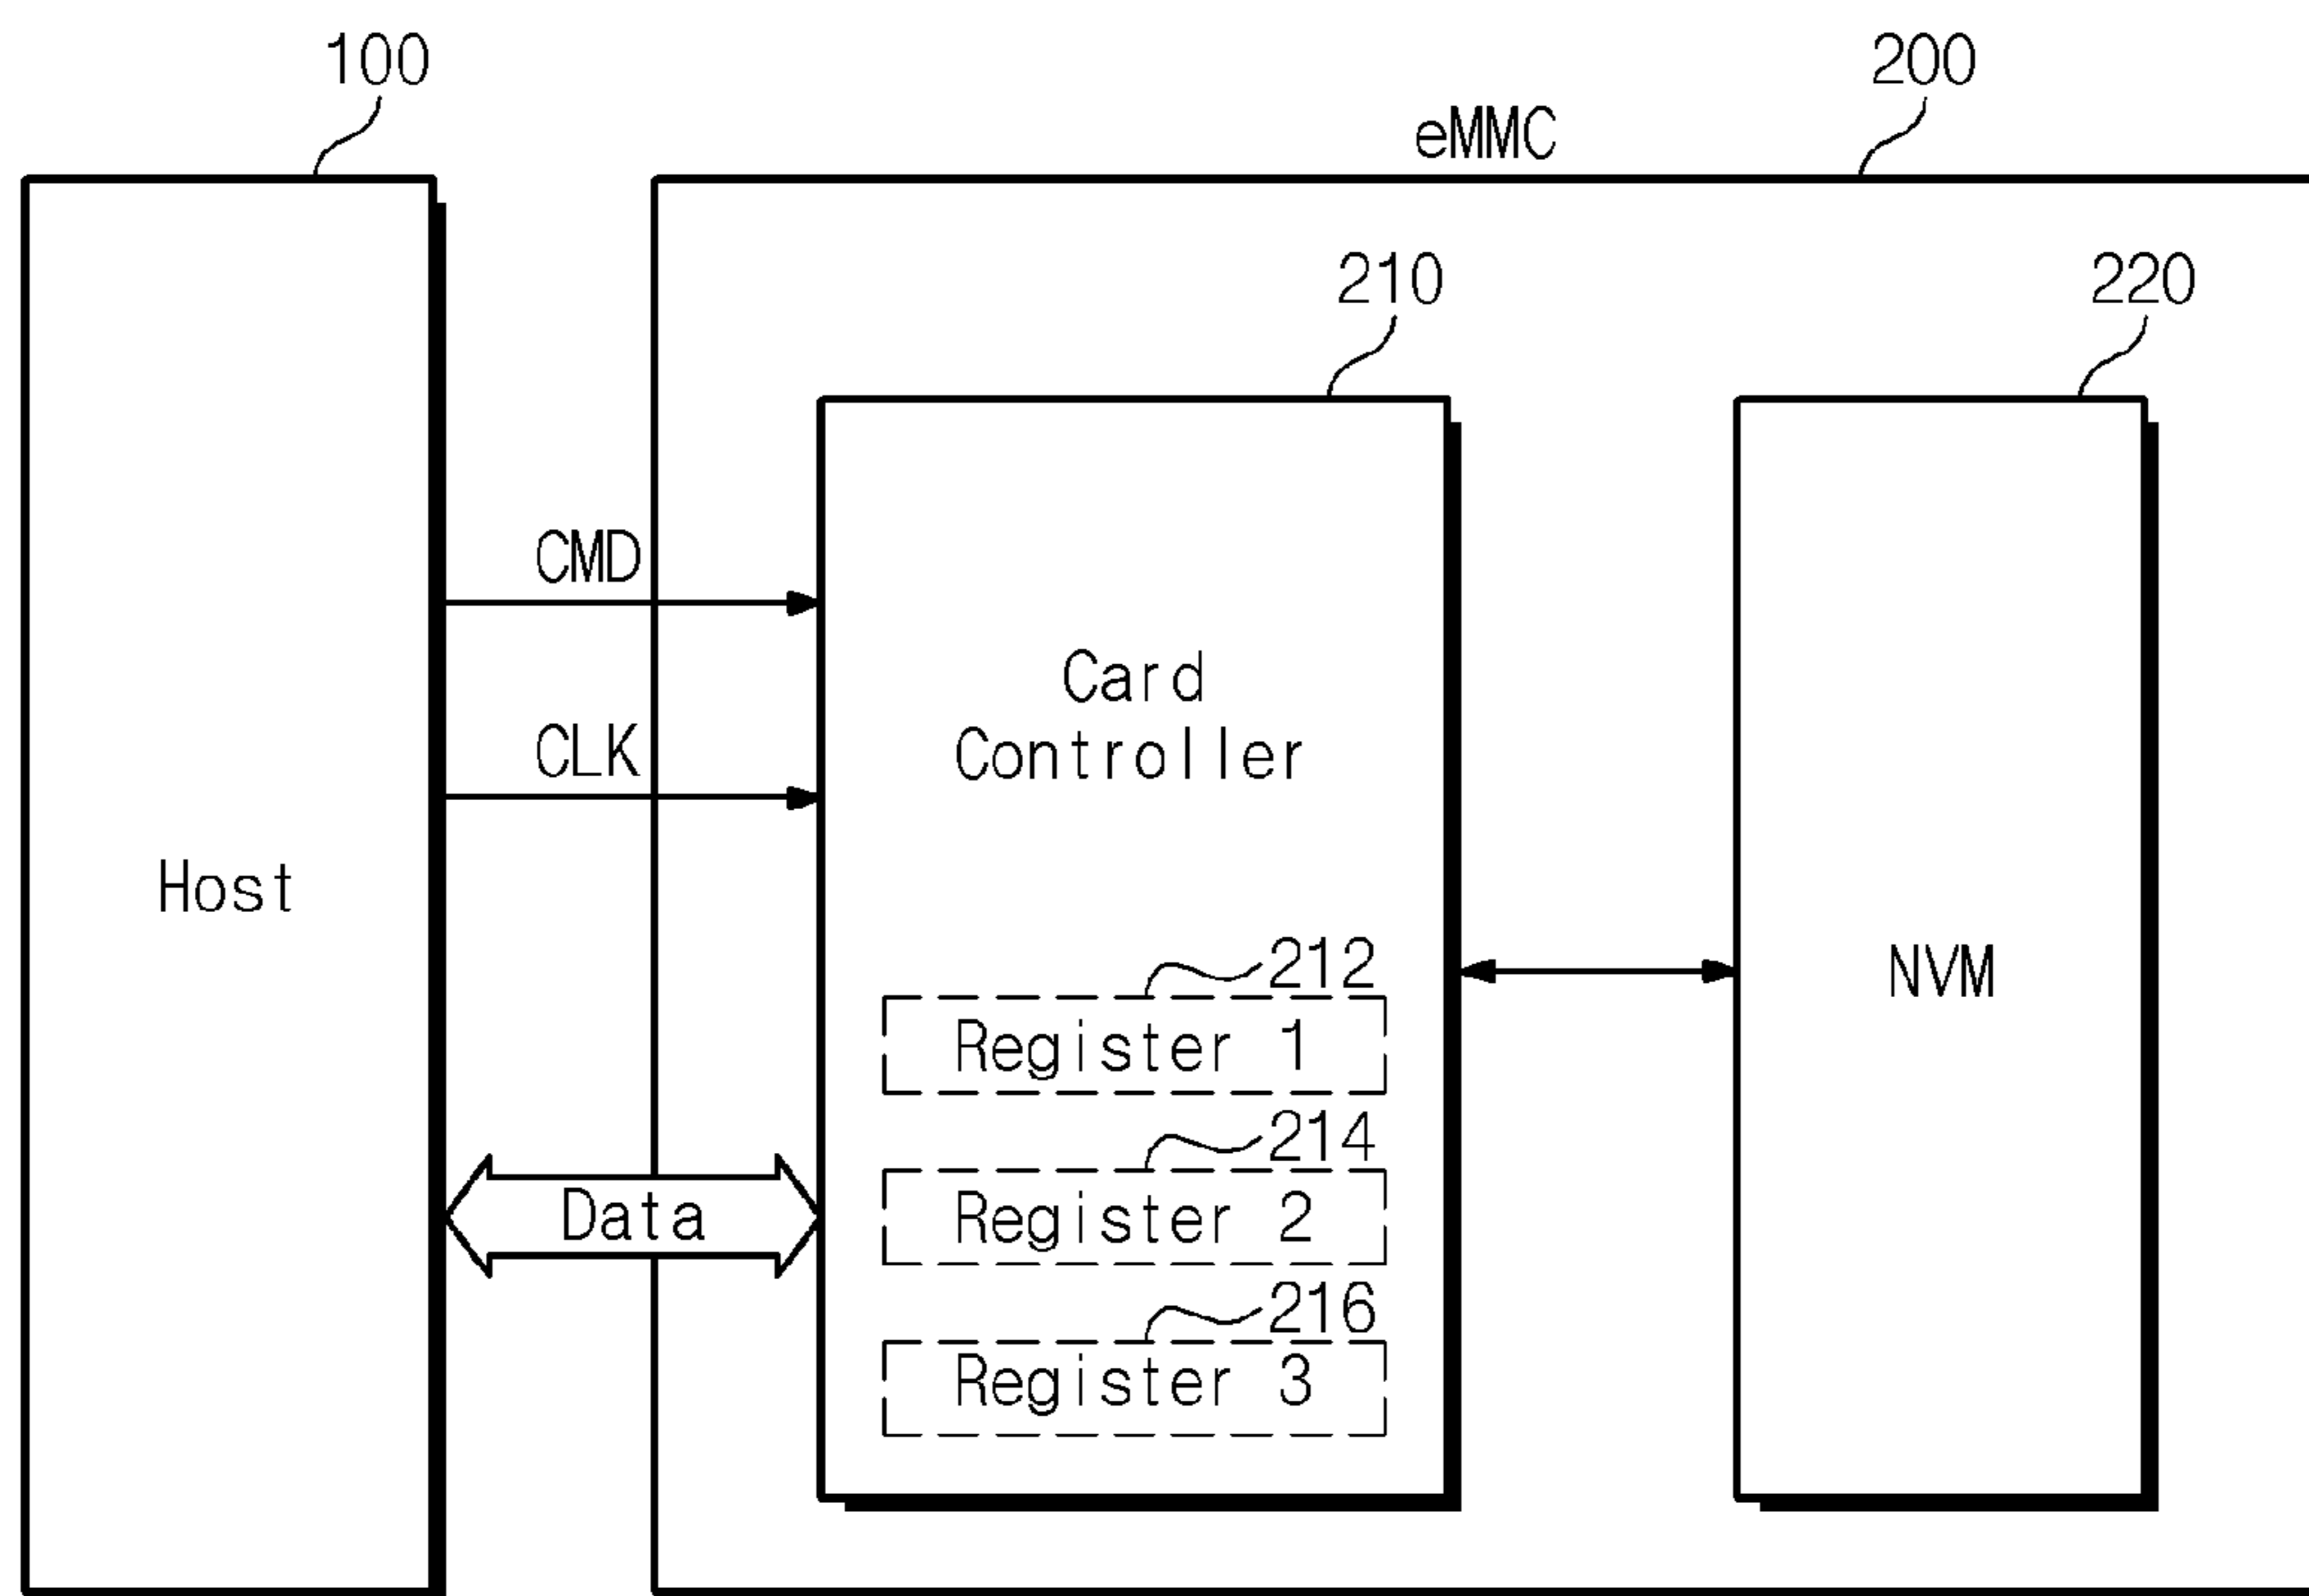 100
200
eMMC
210
220
CMD
Card
Controller
CLK
Host
212
NVM
Register 1
214
Data
Register 2
216
Register 3